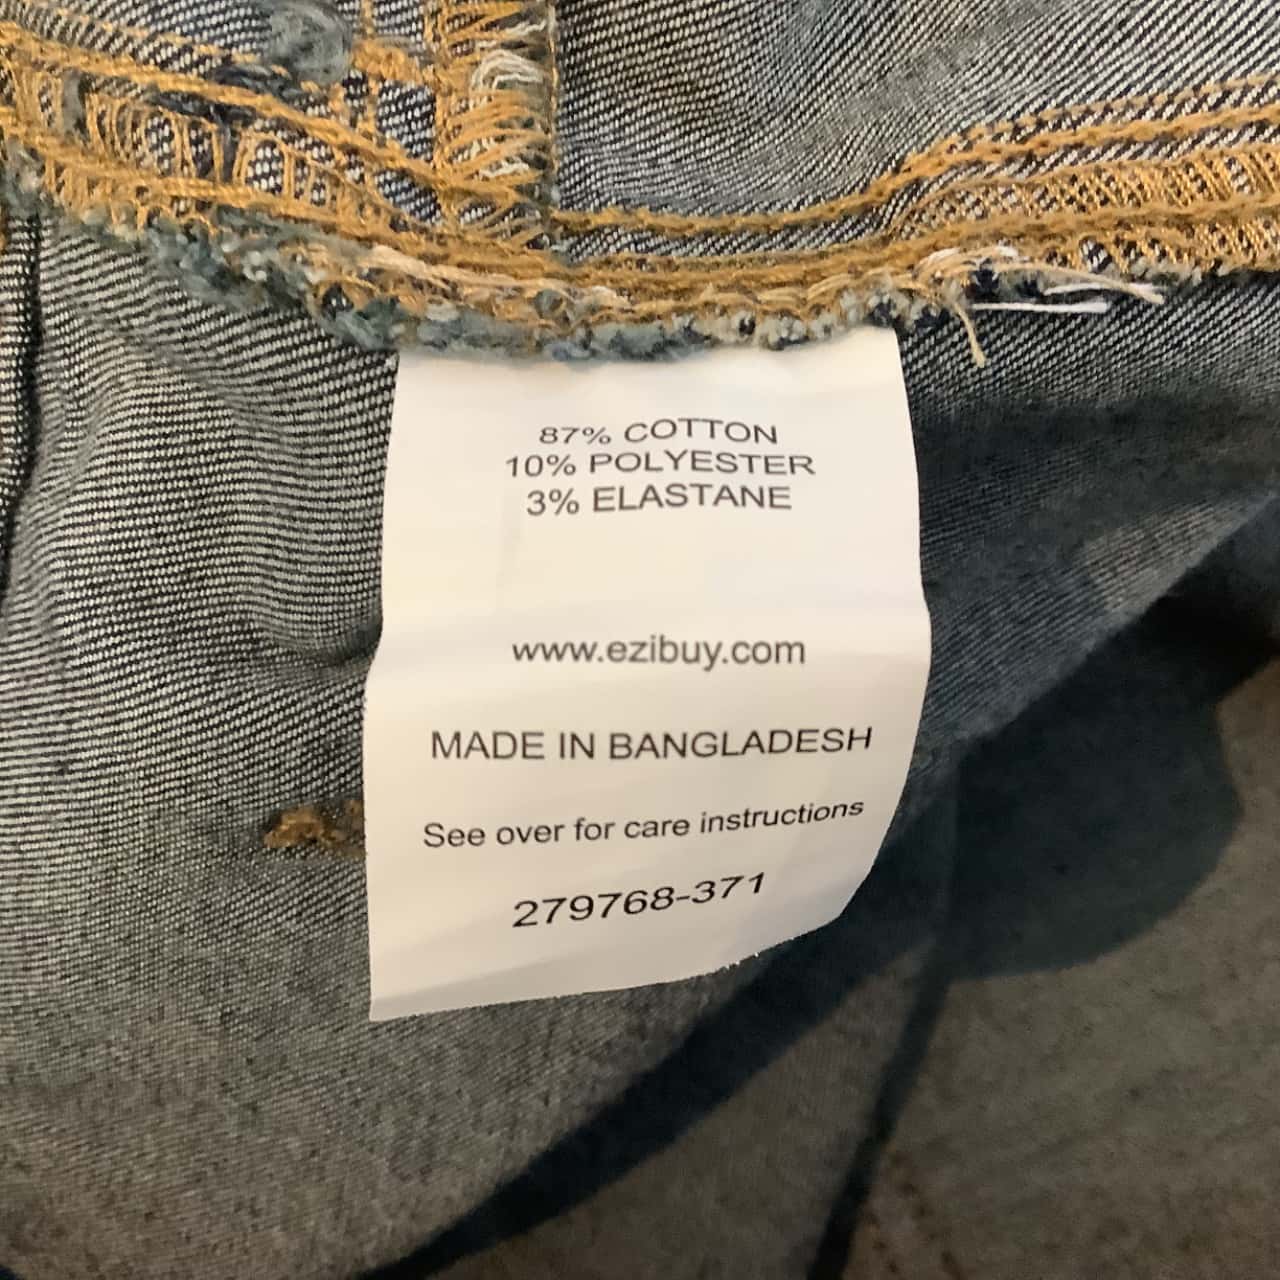 87% COTTON
10% POLYESTER
3% ELASTANE
www.ezibuy.com
MADE IN BANGLADESH
See over for care instructions
279768-371